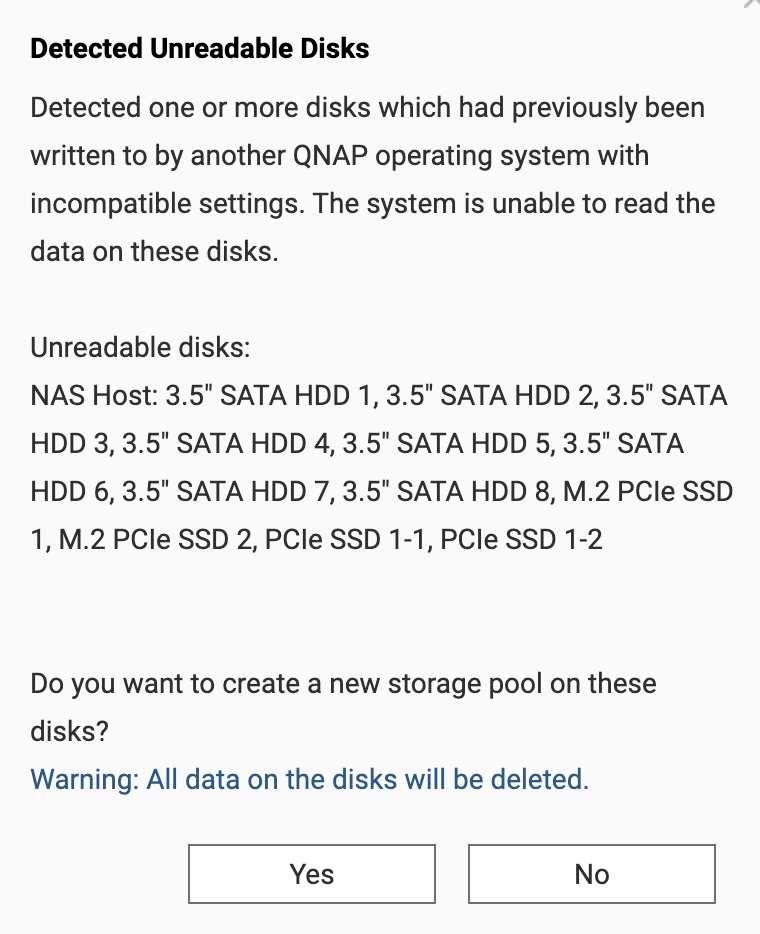 Detected Unreadable Disks
Detected one or more disks which had previously been
written to by another QNAP operating system with
incompatible settings. The system is unable to read the
data on these disks.
Unreadable disks:
NAS Host: 3.5" SATA HDD 1, 3.5" SATA HDD 2, 3.5" SATA
HDD 3, 3.5" SATA HDD 4, 3.5" SATA HDD 5, 3.5" SATA
HDD 6, 3.5" SATA HDD 7, 3.5" SATA HDD 8, M.2 PCIe SSD
1, M.2 PCIe SSD 2, PCIe SSD 1-1, PCIe SSD 1-2
Do you want to create a new storage pool on these
disks?
Warning: All data on the disks will be deleted.
Yes
No